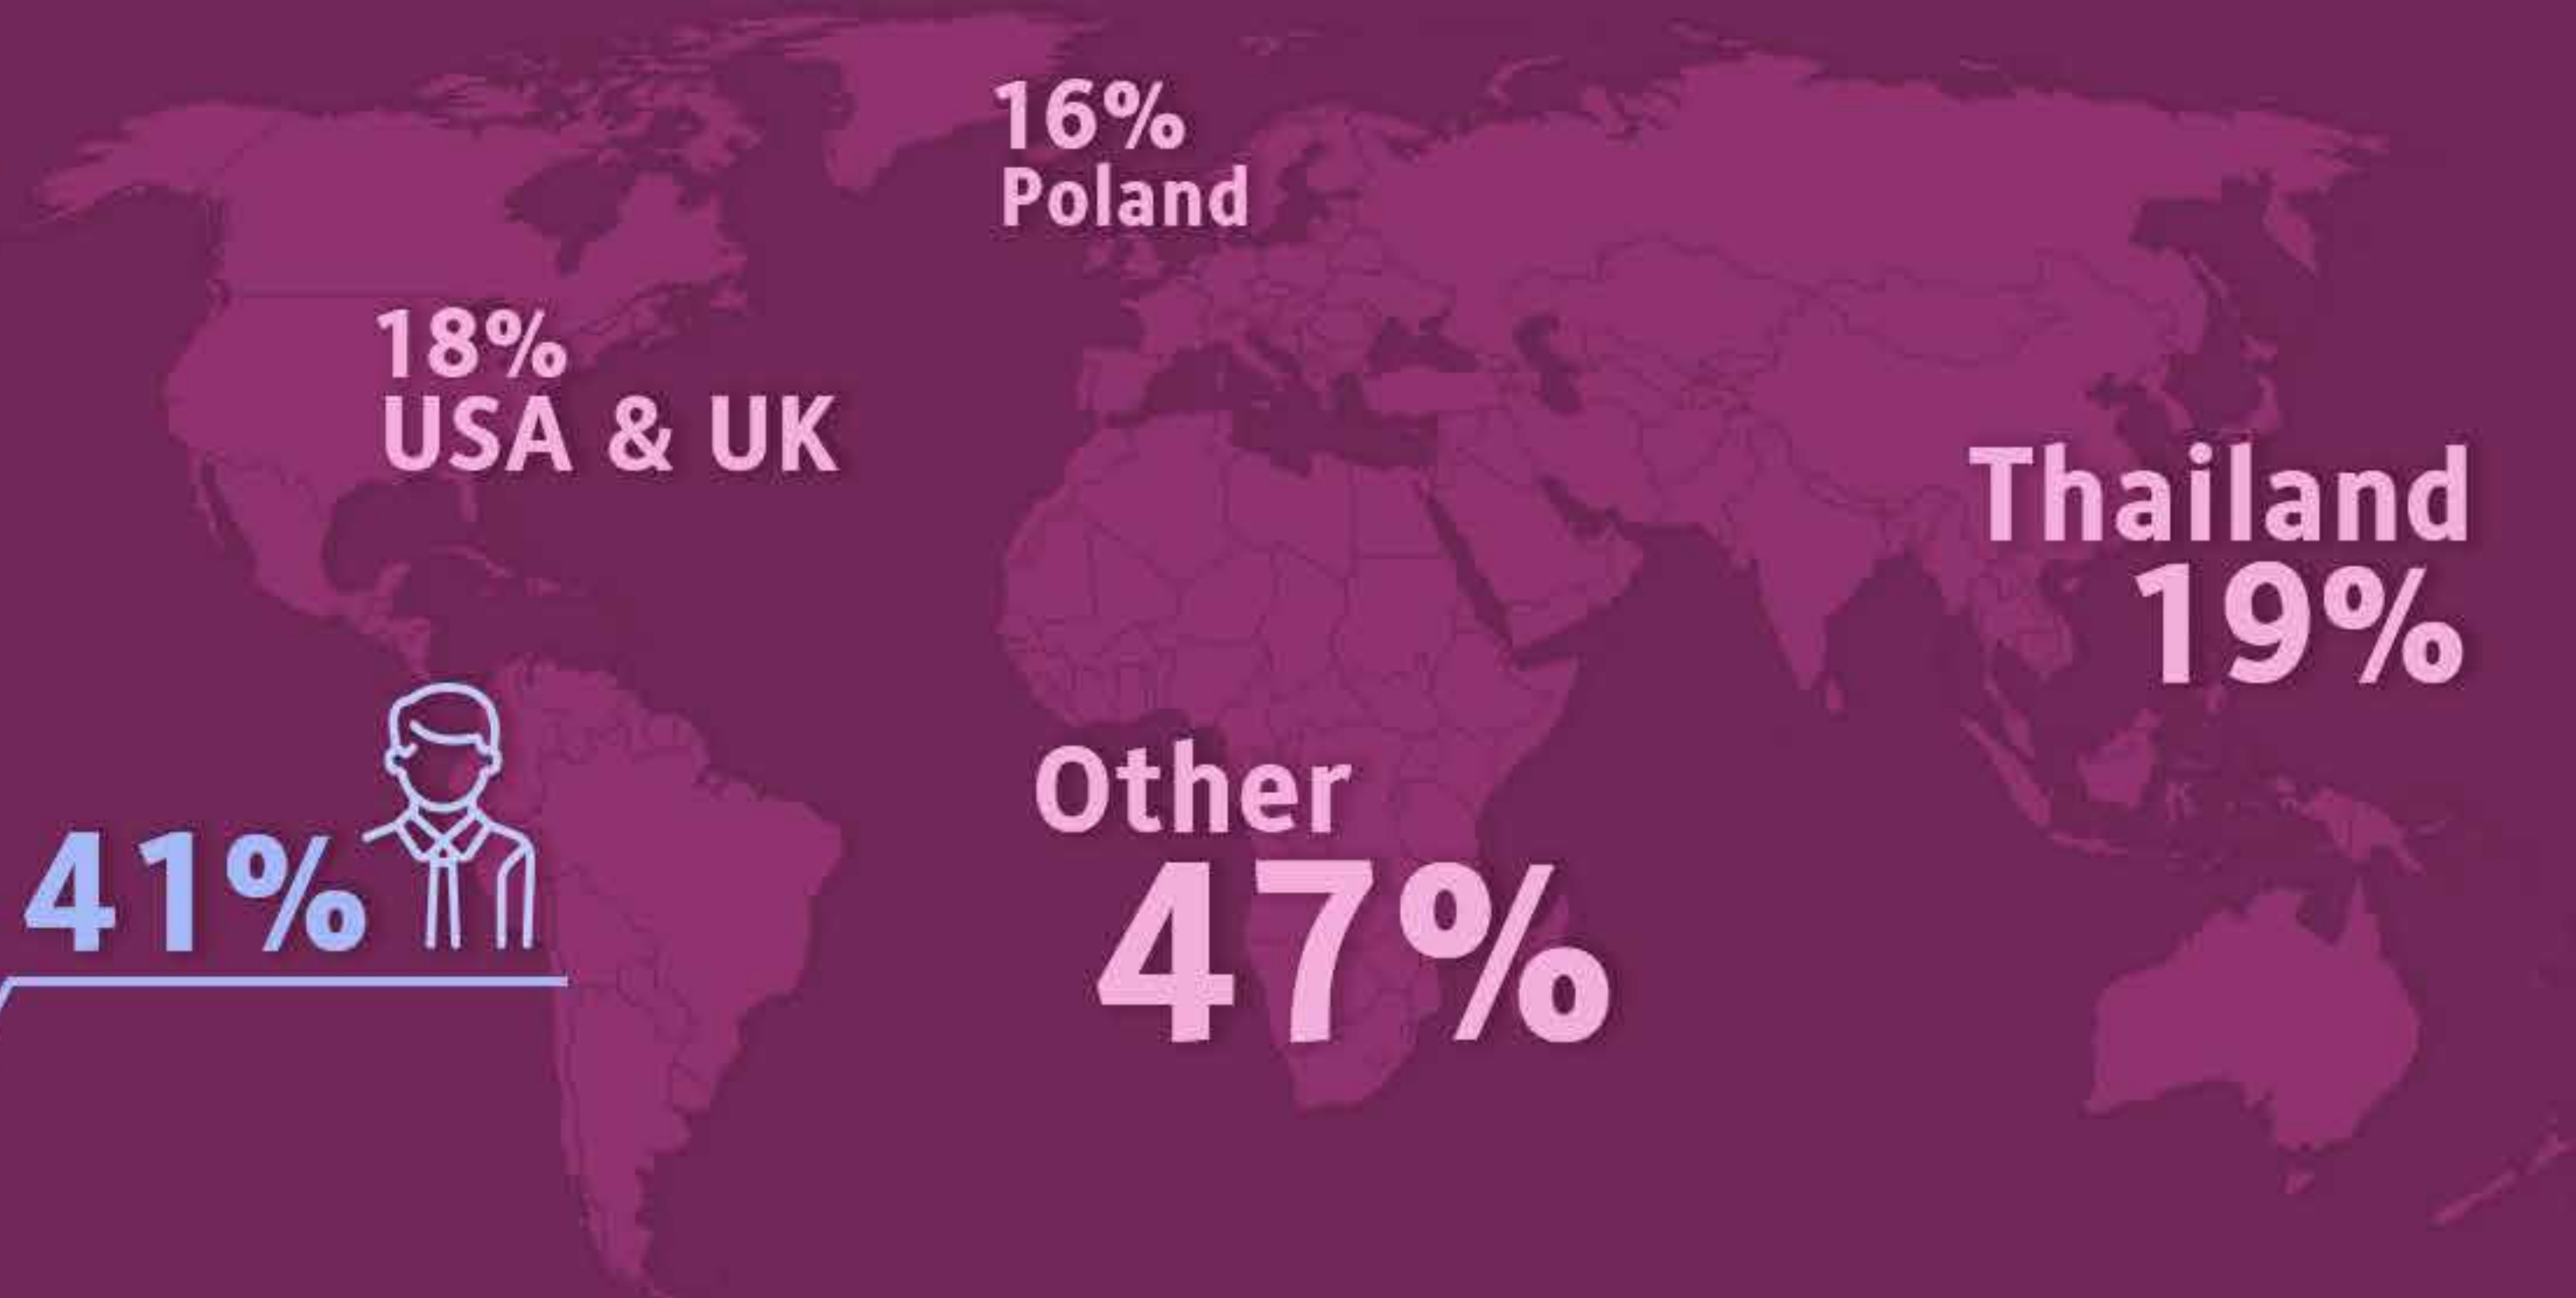 16%
Poland
18%
USA & UK
Thailand
19%
Other
47%
41%